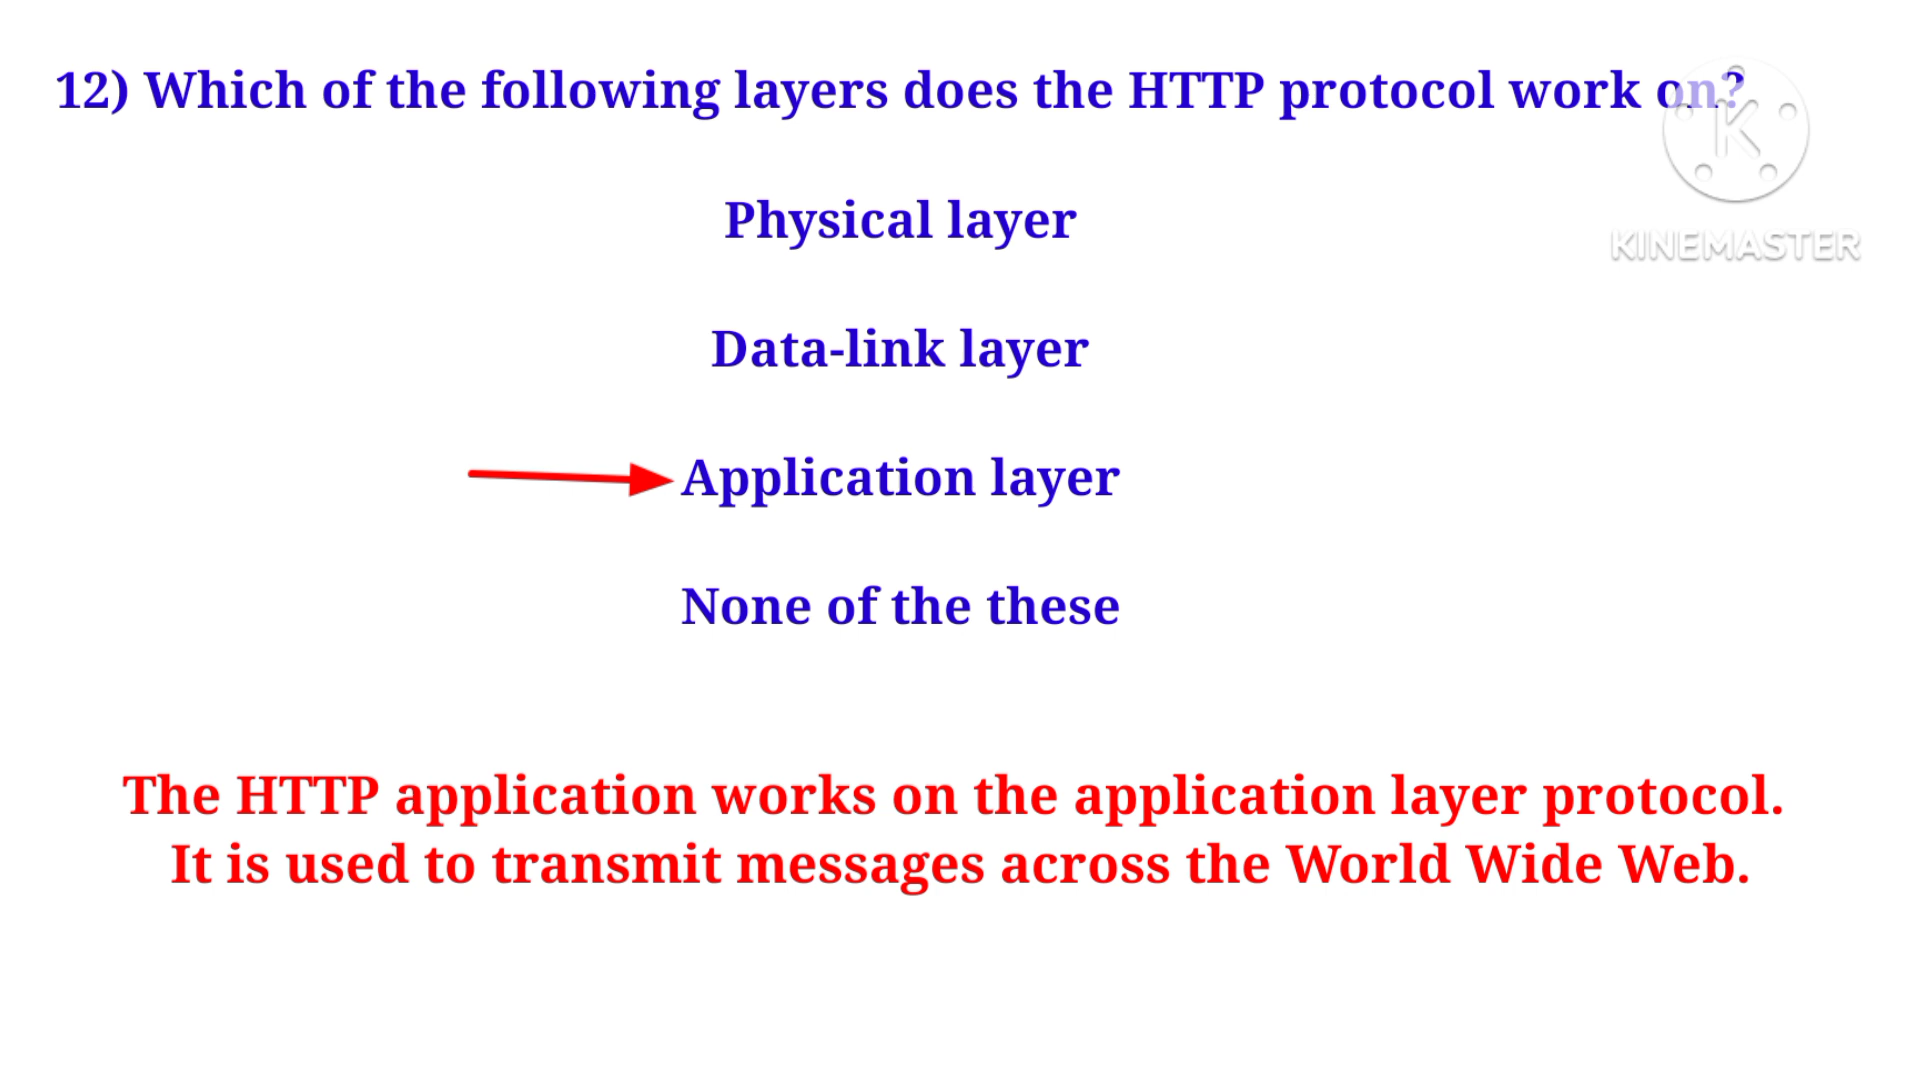 12) Which of the following layers does the HTTP protocol work on?
KINEMASTER
Physical layer
Data-link layer
Application layer
None of the these
The HTTP application works on the application layer protocol.
It is used to transmit messages across the World Wide Web.